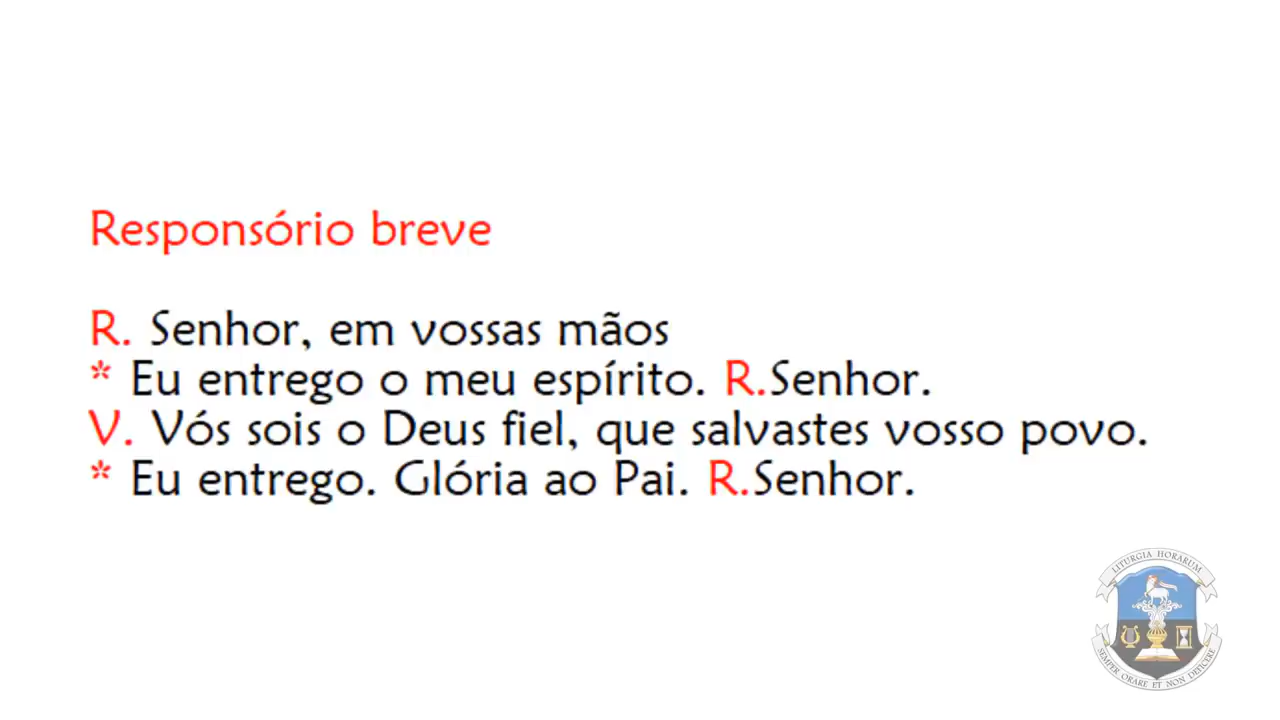 Responsório breve
R. Senhor, em vossas mãos
* Eu entrego o meu espírito. R.Senhor.
V. Vós sois o Deus fiel, que salvastes vosso povo.
* Eu entrego. Glória ao Pai. R.Senhor.
LITURGIA HORARUM
SEMPER ORARE ET NON DEFICERE